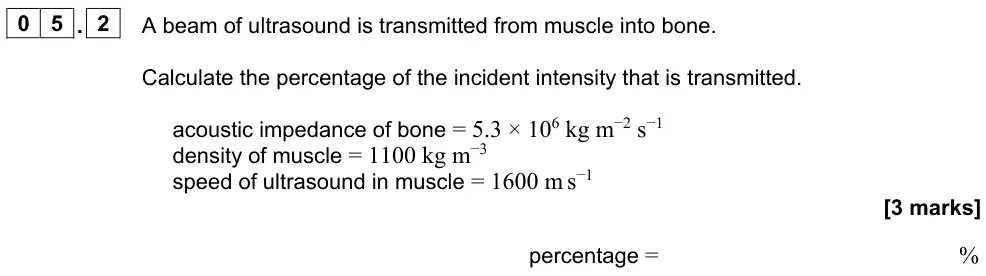 0 5 . 2 A beam of ultrasound is transmitted from muscle into bone.
Calculate the percentage of the incident intensity that is transmitted.
acoustic impedance of bone = 5.3 × 10⁶ kg m⁻² s⁻¹
density of muscle = 1100 kg m⁻³
speed of ultrasound in muscle = 1600 m s⁻¹
[3 marks]
percentage = %